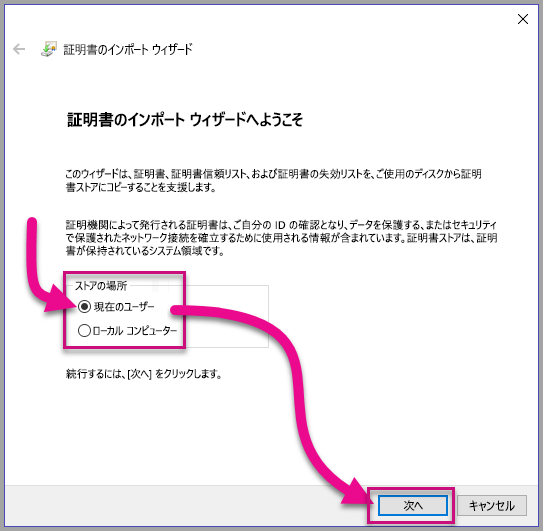 証明書のインポート ウィザード
証明書のインポート ウィザードへようこそ
このウィザードは、証明書、証明書信頼リスト、および証明書の失効リストを、ご使用のディスクから証明
書ストアにコピーすることを支援します。
証明機関によって発行される証明書は、ご自分の ID の確認となり、データを保護する、またはセキュリティ
で保護されたネットワーク接続を確立するために使用される情報が含まれています。証明書ストアは、証明
書が保持されているシステム領域です。
ストアの場所
現在のユーザー
ローカル コンピューター
続行するには、[次へ] をクリックします。
次へ
キャンセル